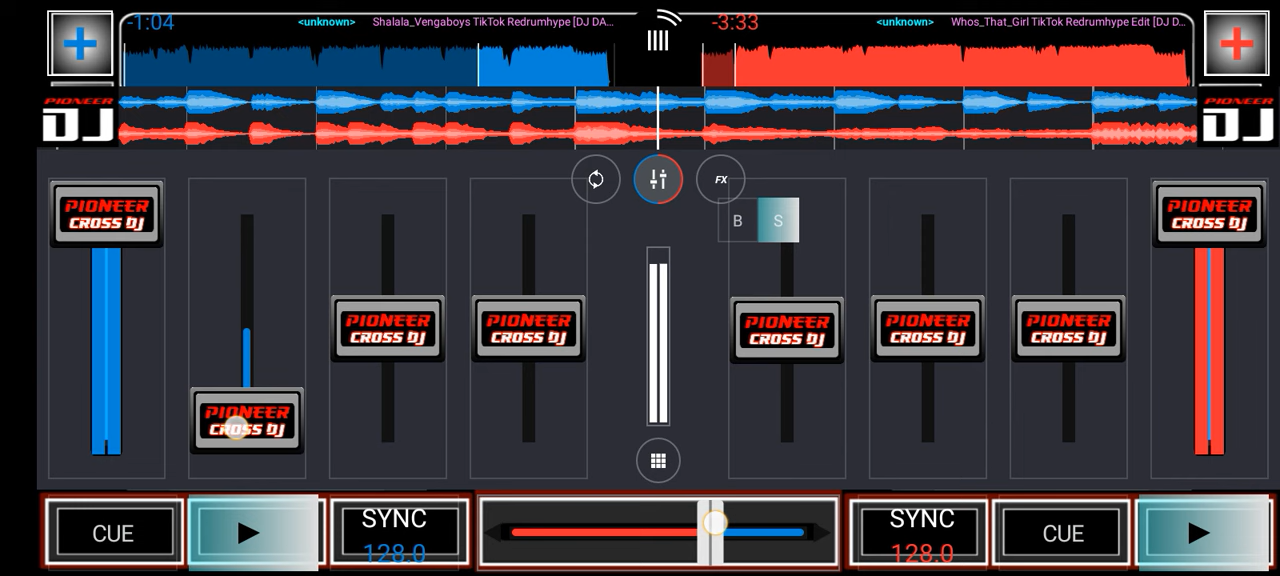 -1:04
<unknown>
Shalala_Vengaboys TikTok Redrumhype [DJ DA...
-3:33
<unknown>
Whos_That_Girl TikTok Redrumhype Edit [DJ D...
PIONEER
DJ
PIONEER
DJ
FX
B S
PIONEER
CROSS DJ
PIONEER
CROSS DJ
PIONEER
CROSS DJ
PIONEER
CROSS DJ
PIONEER
CROSS DJ
PIONEER
CROSS DJ
PIONEER
CROSS DJ
PIONEER
CROSS DJ
CUE
SYNC
128.0
SYNC
128.0
CUE